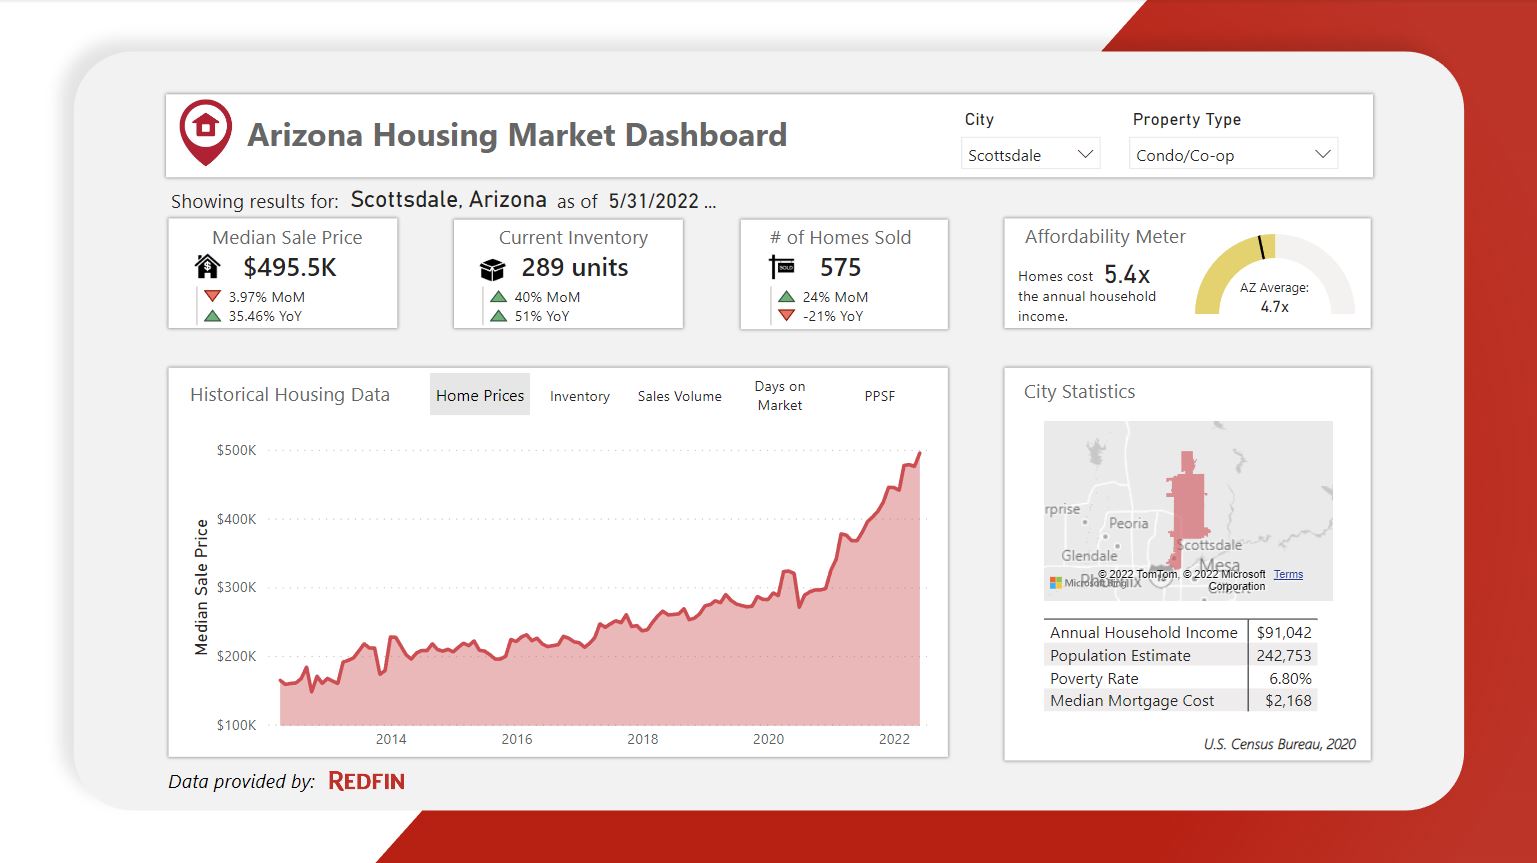 Arizona Housing Market Dashboard
City
Scottsdale
Property Type
Condo/Co-op
Showing results for: Scottsdale, Arizona as of 5/31/2022 ...
Median Sale Price
$495.5K
3.97% MoM
35.46% YoY
Current Inventory
289 units
40% MoM
51% YoY
# of Homes Sold
SOLD
575
24% MoM
-21% YoY
Affordability Meter
Homes cost 5.4x
the annual household
income.
AZ Average:
4.7x
Historical Housing Data
Home Prices
Inventory
Sales Volume
Days on
Market
PPSF
Median Sale Price
$500K
$400K
$300K
$200K
$100K
2014
2016
2018
2020
2022
City Statistics
rprise
Peoria
Glendale
Scottsdale
Mesa
Phoenix
Gilbert
Microsoft Bing
© 2022 TomTom, © 2022 Microsoft Corporation Terms
Annual Household Income $91,042
Population Estimate 242,753
Poverty Rate 6.80%
Median Mortgage Cost $2,168
U.S. Census Bureau, 2020
Data provided by: REDFIN